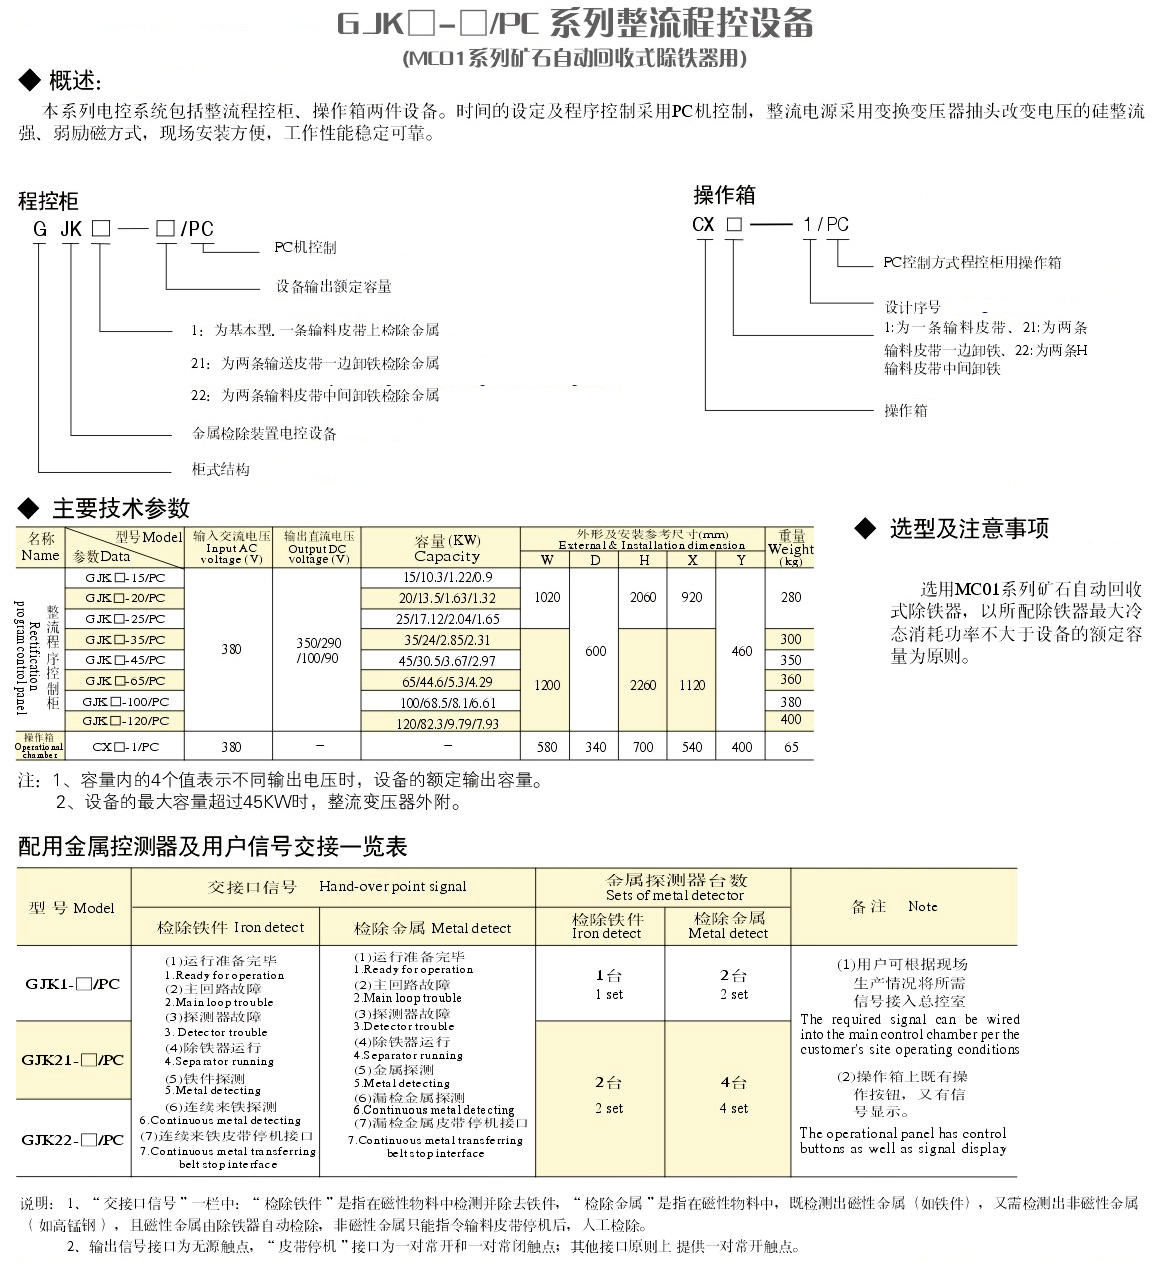 GJK□-□/PC 系列整流程控设备
(MC01系列矿石自动回收式除铁器用)
◆ 概述：
本系列电控系统包括整流程控柜、操作箱两件设备。时间的设定及程序控制采用PC机控制，整流电源采用变换变压器抽头改变电压的硅整流
强、弱励磁方式，现场安装方便，工作性能稳定可靠。
程控柜
G JK □ — □ /PC
PC机控制
设备输出额定容量
1：为基本型. 一条输料皮带上检除金属
21：为两条输送皮带一边卸铁检除金属
22：为两条输料皮带中间卸铁检除金属
金属检除装置电控设备
柜式结构
操作箱
CX □ — 1 / PC
PC控制方式程控柜用操作箱
设计序号
1:为一条输料皮带、21:为两条
输料皮带一边卸铁、22:为两条H
输料皮带中间卸铁
操作箱
◆ 主要技术参数
名称 Name
型号Model
参数Data
输入交流电压 Input AC voltage (V)
输出直流电压 Output DC voltage (V)
容量(KW) Capacity
外形及安装参考尺寸(mm)
External & Installation dimension
W D H X Y
重量 Weight (kg)
整流程序控制柜
Rectification program control panel
GJK□-15/PC 15/10.3/1.22/0.9
GJK□-20/PC 20/13.5/1.63/1.32 1020 2060 920 280
GJK□-25/PC 25/17.12/2.04/1.65
GJK□-35/PC 380 350/290/100/90 35/24/2.85/2.31 600 460 300
GJK□-45/PC 45/30.5/3.67/2.97 350
GJK□-65/PC 65/44.6/5.3/4.29 1200 2260 1120 360
GJK□-100/PC 100/68.5/8.1/6.61 380
GJK□-120/PC 120/82.3/9.79/7.93 400
操作箱 Operational chamber
CX□-1/PC 380 － － 580 340 700 540 400 65
注：1、容量内的4个值表示不同输出电压时，设备的额定输出容量。
2、设备的最大容量超过45KW时，整流变压器外附。
◆ 选型及注意事项
选用MC01系列矿石自动回收
式除铁器，以所配除铁器最大冷
态消耗功率不大于设备的额定容
量为原则。
配用金属控测器及用户信号交接一览表
型 号 Model
交接口信号 Hand-over point signal
检除铁件 Iron detect
检除金属 Metal detect
金属探测器台数
Sets of metal detector
检除铁件
Iron detect
检除金属
Metal detect
备 注 Note
GJK1-□/PC
GJK21-□/PC
GJK22-□/PC
(1)运行准备完毕
1.Ready for operation
(2)主回路故障
2.Main loop trouble
(3)探测器故障
3. Detector trouble
(4)除铁器运行
4.Separator running
(5)铁件探测
5.Metal detecting
(6)连续来铁探测
6.Continuous metal detecting
(7)连续来铁皮带停机接口
7.Continuous metal transferring
belt stop interface
(1)运行准备完毕
1.Ready for operation
(2)主回路故障
2.Main loop trouble
(3)探测器故障
3.Detector trouble
(4)除铁器运行
4.Separator running
(5)金属探测
5.Metal detecting
(6)漏检金属探测
6.Continuous metal detecting
(7)漏检金属皮带停机接口
7.Continuous metal transferring
belt stop interface
1台
1 set
2台
2 set
2台
2 set
4台
4 set
(1)用户可根据现场
生产情况将所需
信号接入总控室
The required signal can be wired
into the main control chamber per the
customer's site operating conditions
(2)操作箱上既有操
作按钮，又有信
号显示。
The operational panel has control
buttons as well as signal display
说明：1、“交接口信号”一栏中：“检除铁件”是指在磁性物料中检测并除去铁件，“检除金属”是指在磁性物料中，既检测出磁性金属（如铁件），又需检测出非磁性金属
（如高锰钢），且磁性金属由除铁器自动检除，非磁性金属只能指令输料皮带停机后，人工检除。
2、输出信号接口为无源触点，“皮带停机”接口为一对常开和一对常闭触点；其他接口原则上 提供一对常开触点。